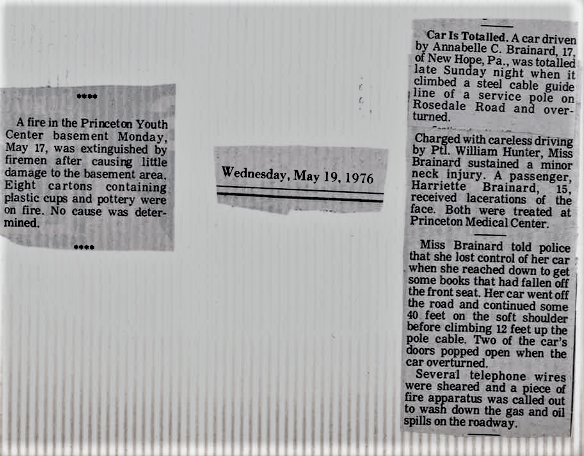 ****
A fire in the Princeton Youth
Center basement Monday,
May 17, was extinguished by
firemen after causing little
damage to the basement area.
Eight cartons containing
plastic cups and pottery were
on fire. No cause was deter-
mined.
****
Wednesday, May 19, 1976
Car Is Totalled. A car driven
by Annabelle C. Brainard, 17,
of New Hope, Pa., was totalled
late Sunday night when it
climbed a steel cable guide
line of a service pole on
Rosedale Road and over-
turned.
Charged with careless driving
by Ptl. William Hunter, Miss
Brainard sustained a minor
neck injury. A passenger,
Harriette Brainard, 15,
received lacerations of the
face. Both were treated at
Princeton Medical Center.
Miss Brainard told police
that she lost control of her car
when she reached down to get
some books that had fallen off
the front seat. Her car went off
the road and continued some
40 feet on the soft shoulder
before climbing 12 feet up the
pole cable. Two of the car's
doors popped open when the
car overturned.
Several telephone wires
were sheared and a piece of
fire apparatus was called out
to wash down the gas and oil
spills on the roadway.